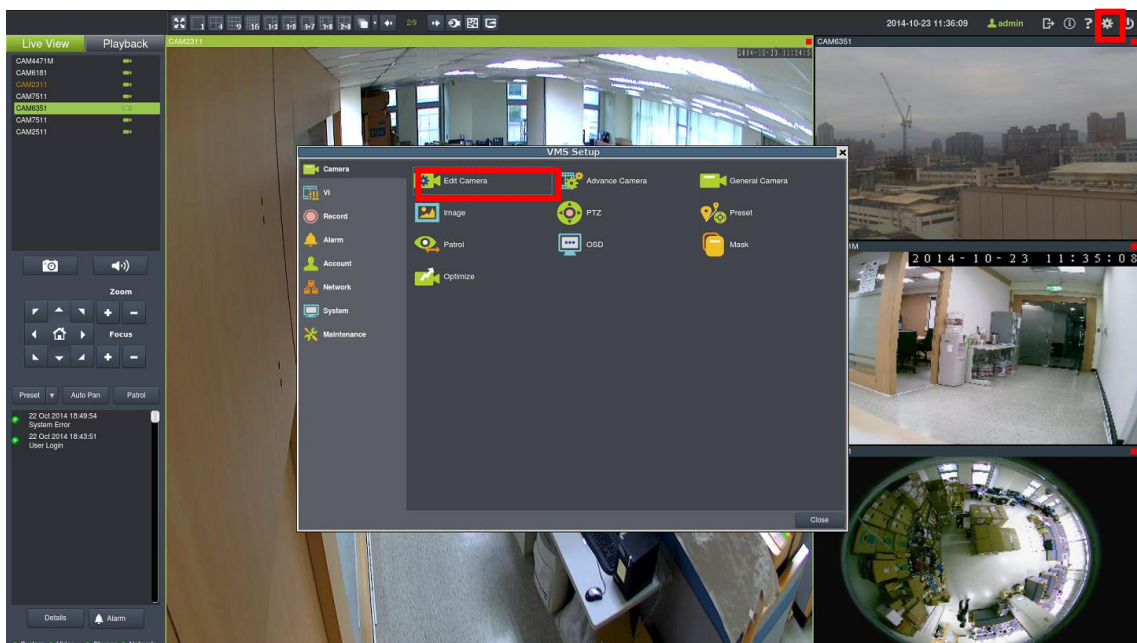 2/9
2014-10-23 11:36:09
admin
Live View
Playback
CAM4471M
CAM6181
CAM2311
CAM7511
CAM6351
CAM7511
CAM2511
Zoom
Focus
Preset
Auto Pan
Patrol
22 Oct 2014 18:49:54
System Error
22 Oct 2014 18:43:51
User Login
Details
Alarm
CAM2311
CAM6351
2014-10-23 11:35:08
VMS Setup
Camera
VI
Record
Alarm
Account
Network
System
Maintenance
Edit Camera
Advance Camera
General Camera
Image
PTZ
Preset
Patrol
OSD
Mask
Optimize
Close